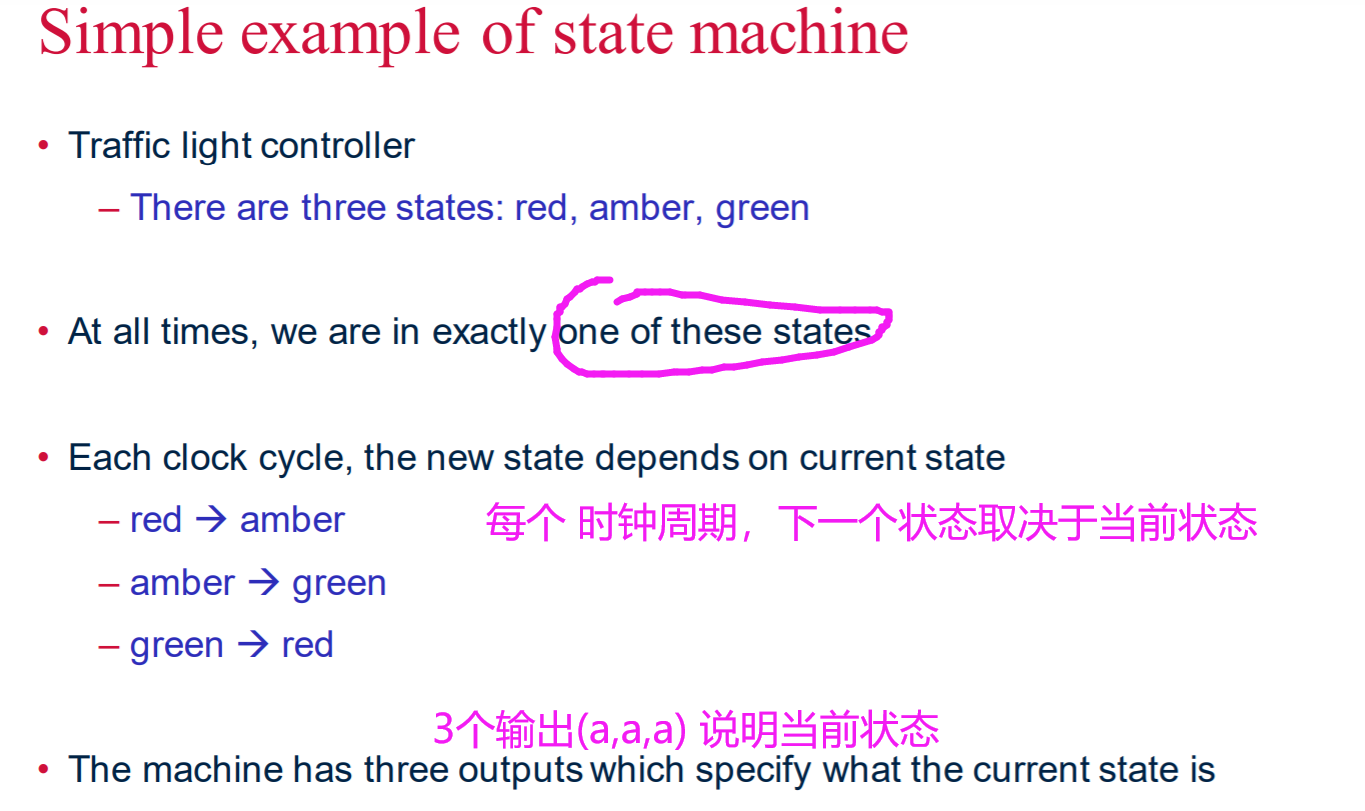 Simple example of state machine
• Traffic light controller
– There are three states: red, amber, green
• At all times, we are in exactly one of these states
• Each clock cycle, the new state depends on current state
– red → amber
每个 时钟周期，下一个状态取决于当前状态
– amber → green
– green → red
3个输出(a,a,a) 说明当前状态
• The machine has three outputs which specify what the current state is